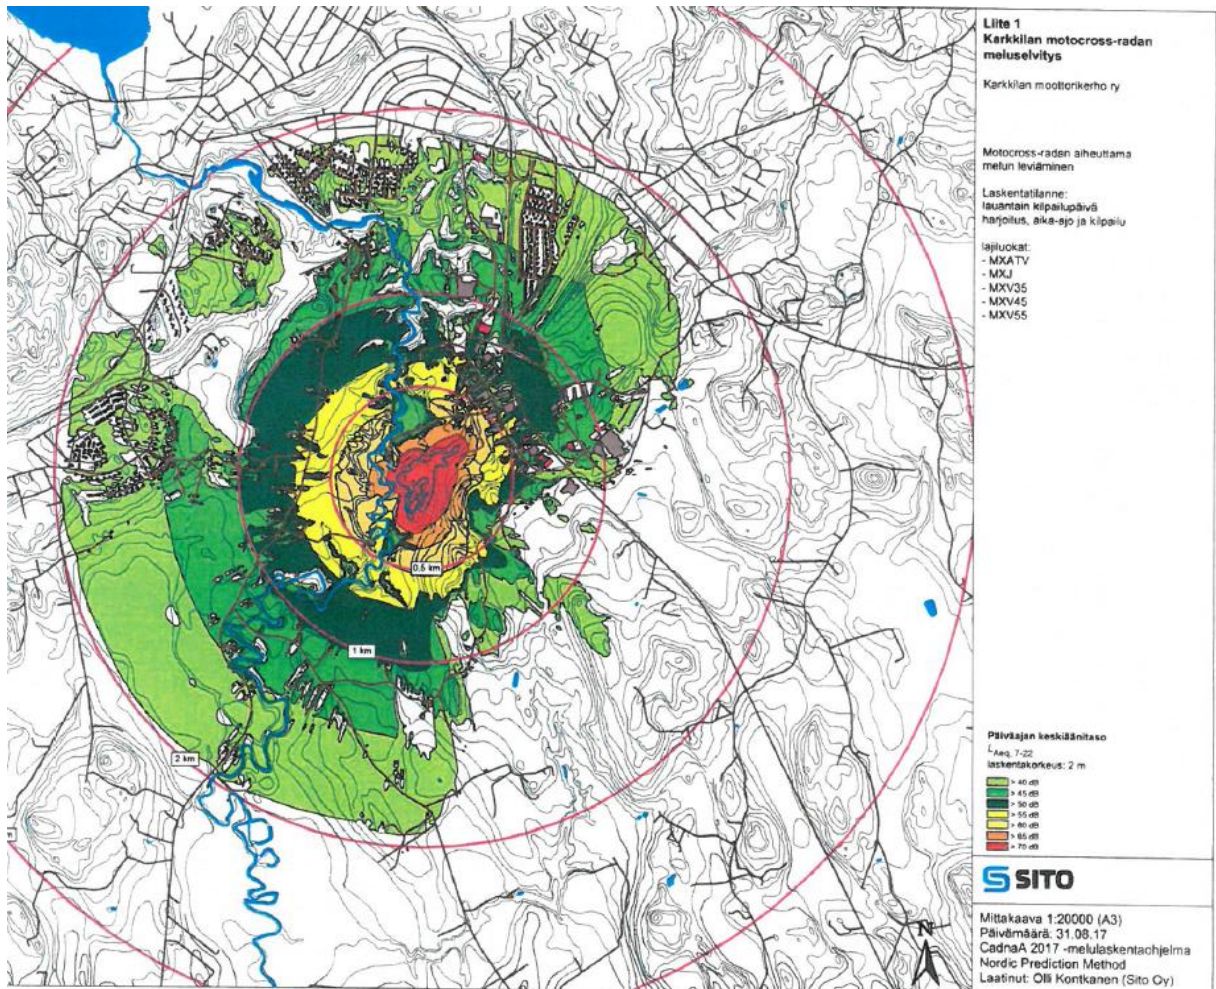 Liite 1
Karkkilan motocross-radan
meluselvitys
Karkkilan moottorikerho ry
Motocross-radan aiheuttama
melun leviäminen
Laskentatilanne:
lauantain kilpailupäivä
harjoitus, aika-ajo ja kilpailu
lajiluokat:
- MXATV
- MXJ
- MXV35
- MXV45
- MXV55
0,5 km
1 km
2 km
Päiväajan keskiäänitaso
LAeq, 7-22
laskentakorkeus: 2 m
> 40 dB
> 45 dB
> 50 dB
> 55 dB
> 60 dB
> 65 dB
> 70 dB
SITO
N
Mittakaava 1:20000 (A3)
Päivämäärä: 31.08.17
CadnaA 2017 -melulaskentaohjelma
Nordic Prediction Method
Laatinut: Olli Kontkanen (Sito Oy)